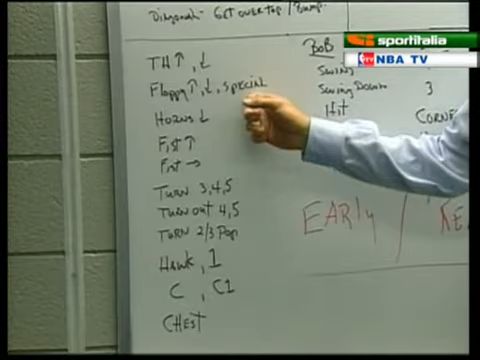 Diagonal - GET OVER TOP / Bump
TH↑, ↓
Floppy ↑, ↓, special
HORNS ↓
Fist ↑
Fist →
TURN 3,4,5
TURN out 4,5
TURN 2/3 Pop
HAWK, 1
C, C1
CHEST
BoB
Swing
Swing Down 3
Hit
CORNE
EARLY /
sportitalia
NBA TV